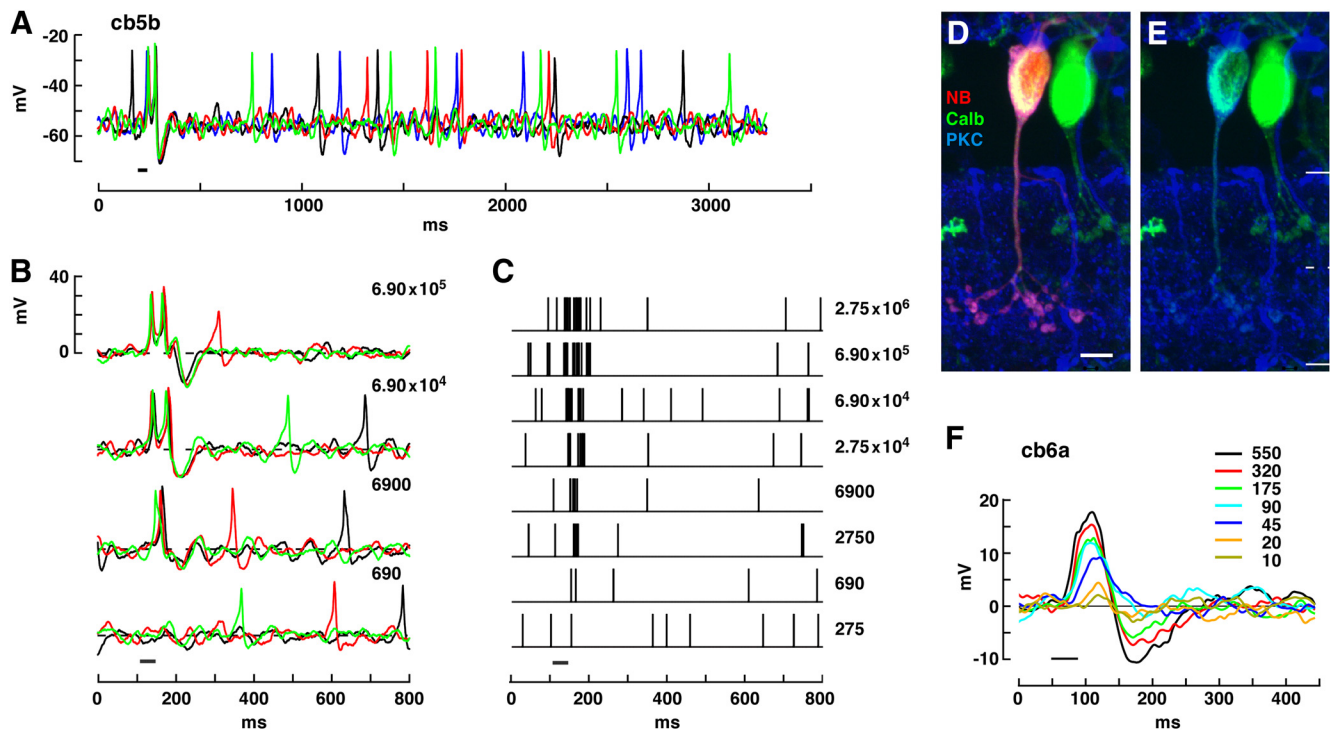 A
cb5b
-20
-40
-60
mV
0 1000 2000 3000
ms
B
40
0
mV
6.90x10⁵
6.90x10⁴
6900
690
0 200 400 600 800
ms
C
2.75x10⁶
6.90x10⁵
6.90x10⁴
2.75x10⁴
6900
2750
690
275
0 200 400 600 800
ms
D
NB
Calb
PKC
E
F
cb6a
550
320
175
90
45
20
10
20
10
0
-10
mV
0 100 200 300 400
ms